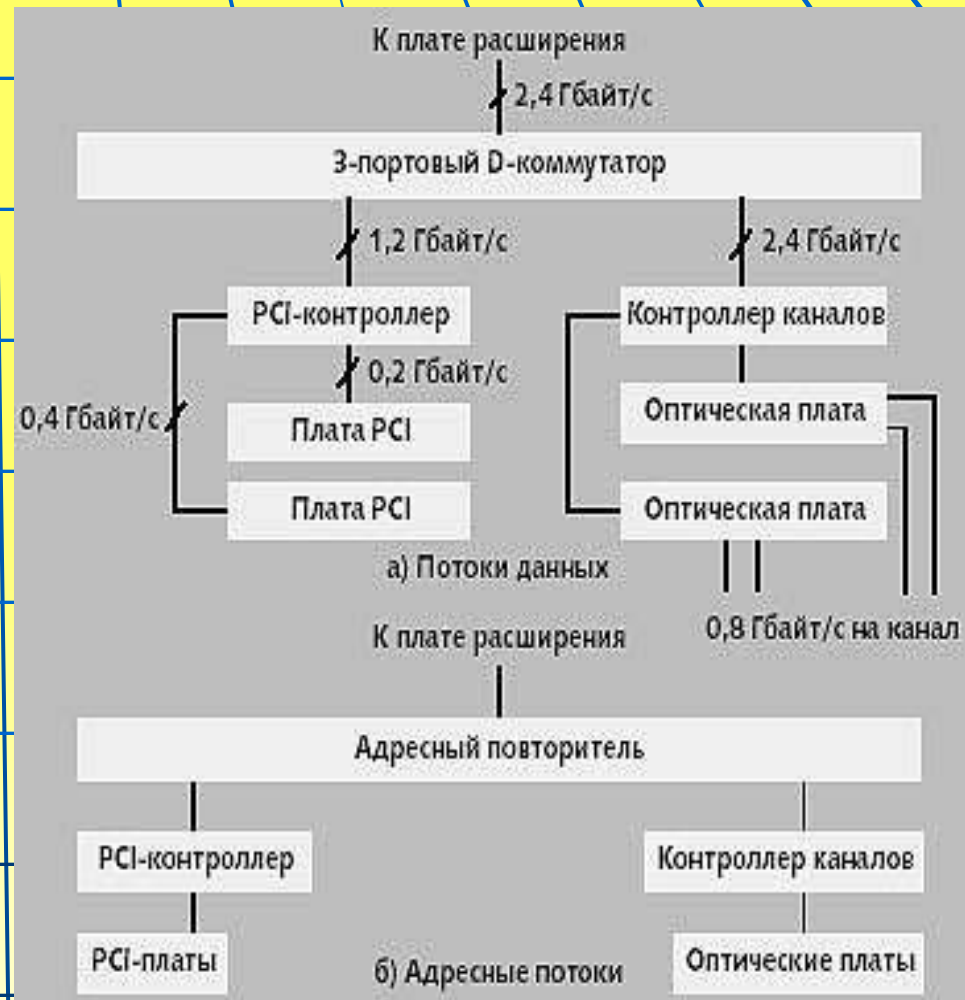 К плате расширения
2,4 Гбайт/с
3-портовый D-коммутатор
1,2 Гбайт/с
2,4 Гбайт/с
PCI-контроллер
Контроллер каналов
0,2 Гбайт/с
0,4 Гбайт/с
Плата PCI
Оптическая плата
Плата PCI
Оптическая плата
а) Потоки данных
0,8 Гбайт/с на канал
К плате расширения
Адресный повторитель
PCI-контроллер
Контроллер каналов
PCI-платы
б) Адресные потоки
Оптические платы